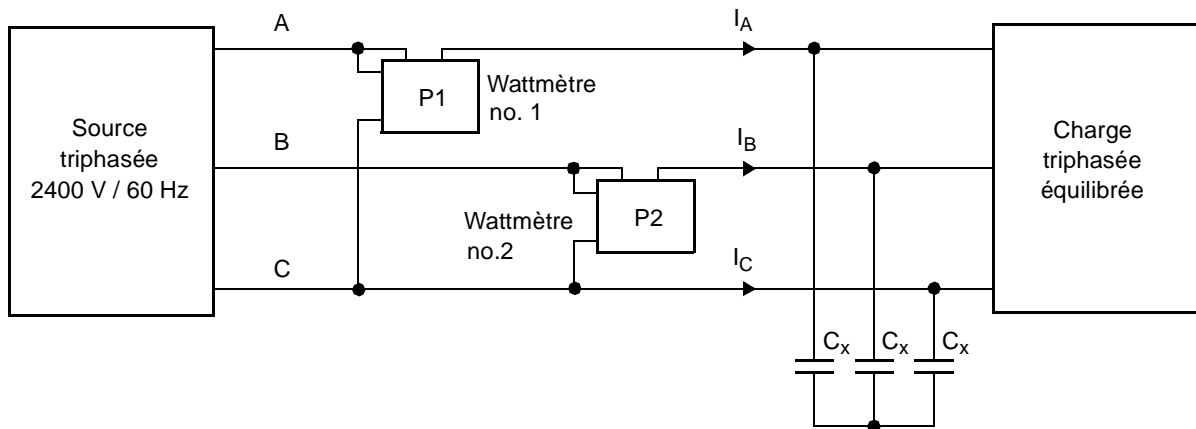 A
I_A
P1
Wattmètre
no. 1
Source
triphasée
2400 V / 60 Hz
B
I_B
P2
Wattmètre
no.2
Charge
triphasée
équilibrée
C
I_C
C_x
C_x
C_x